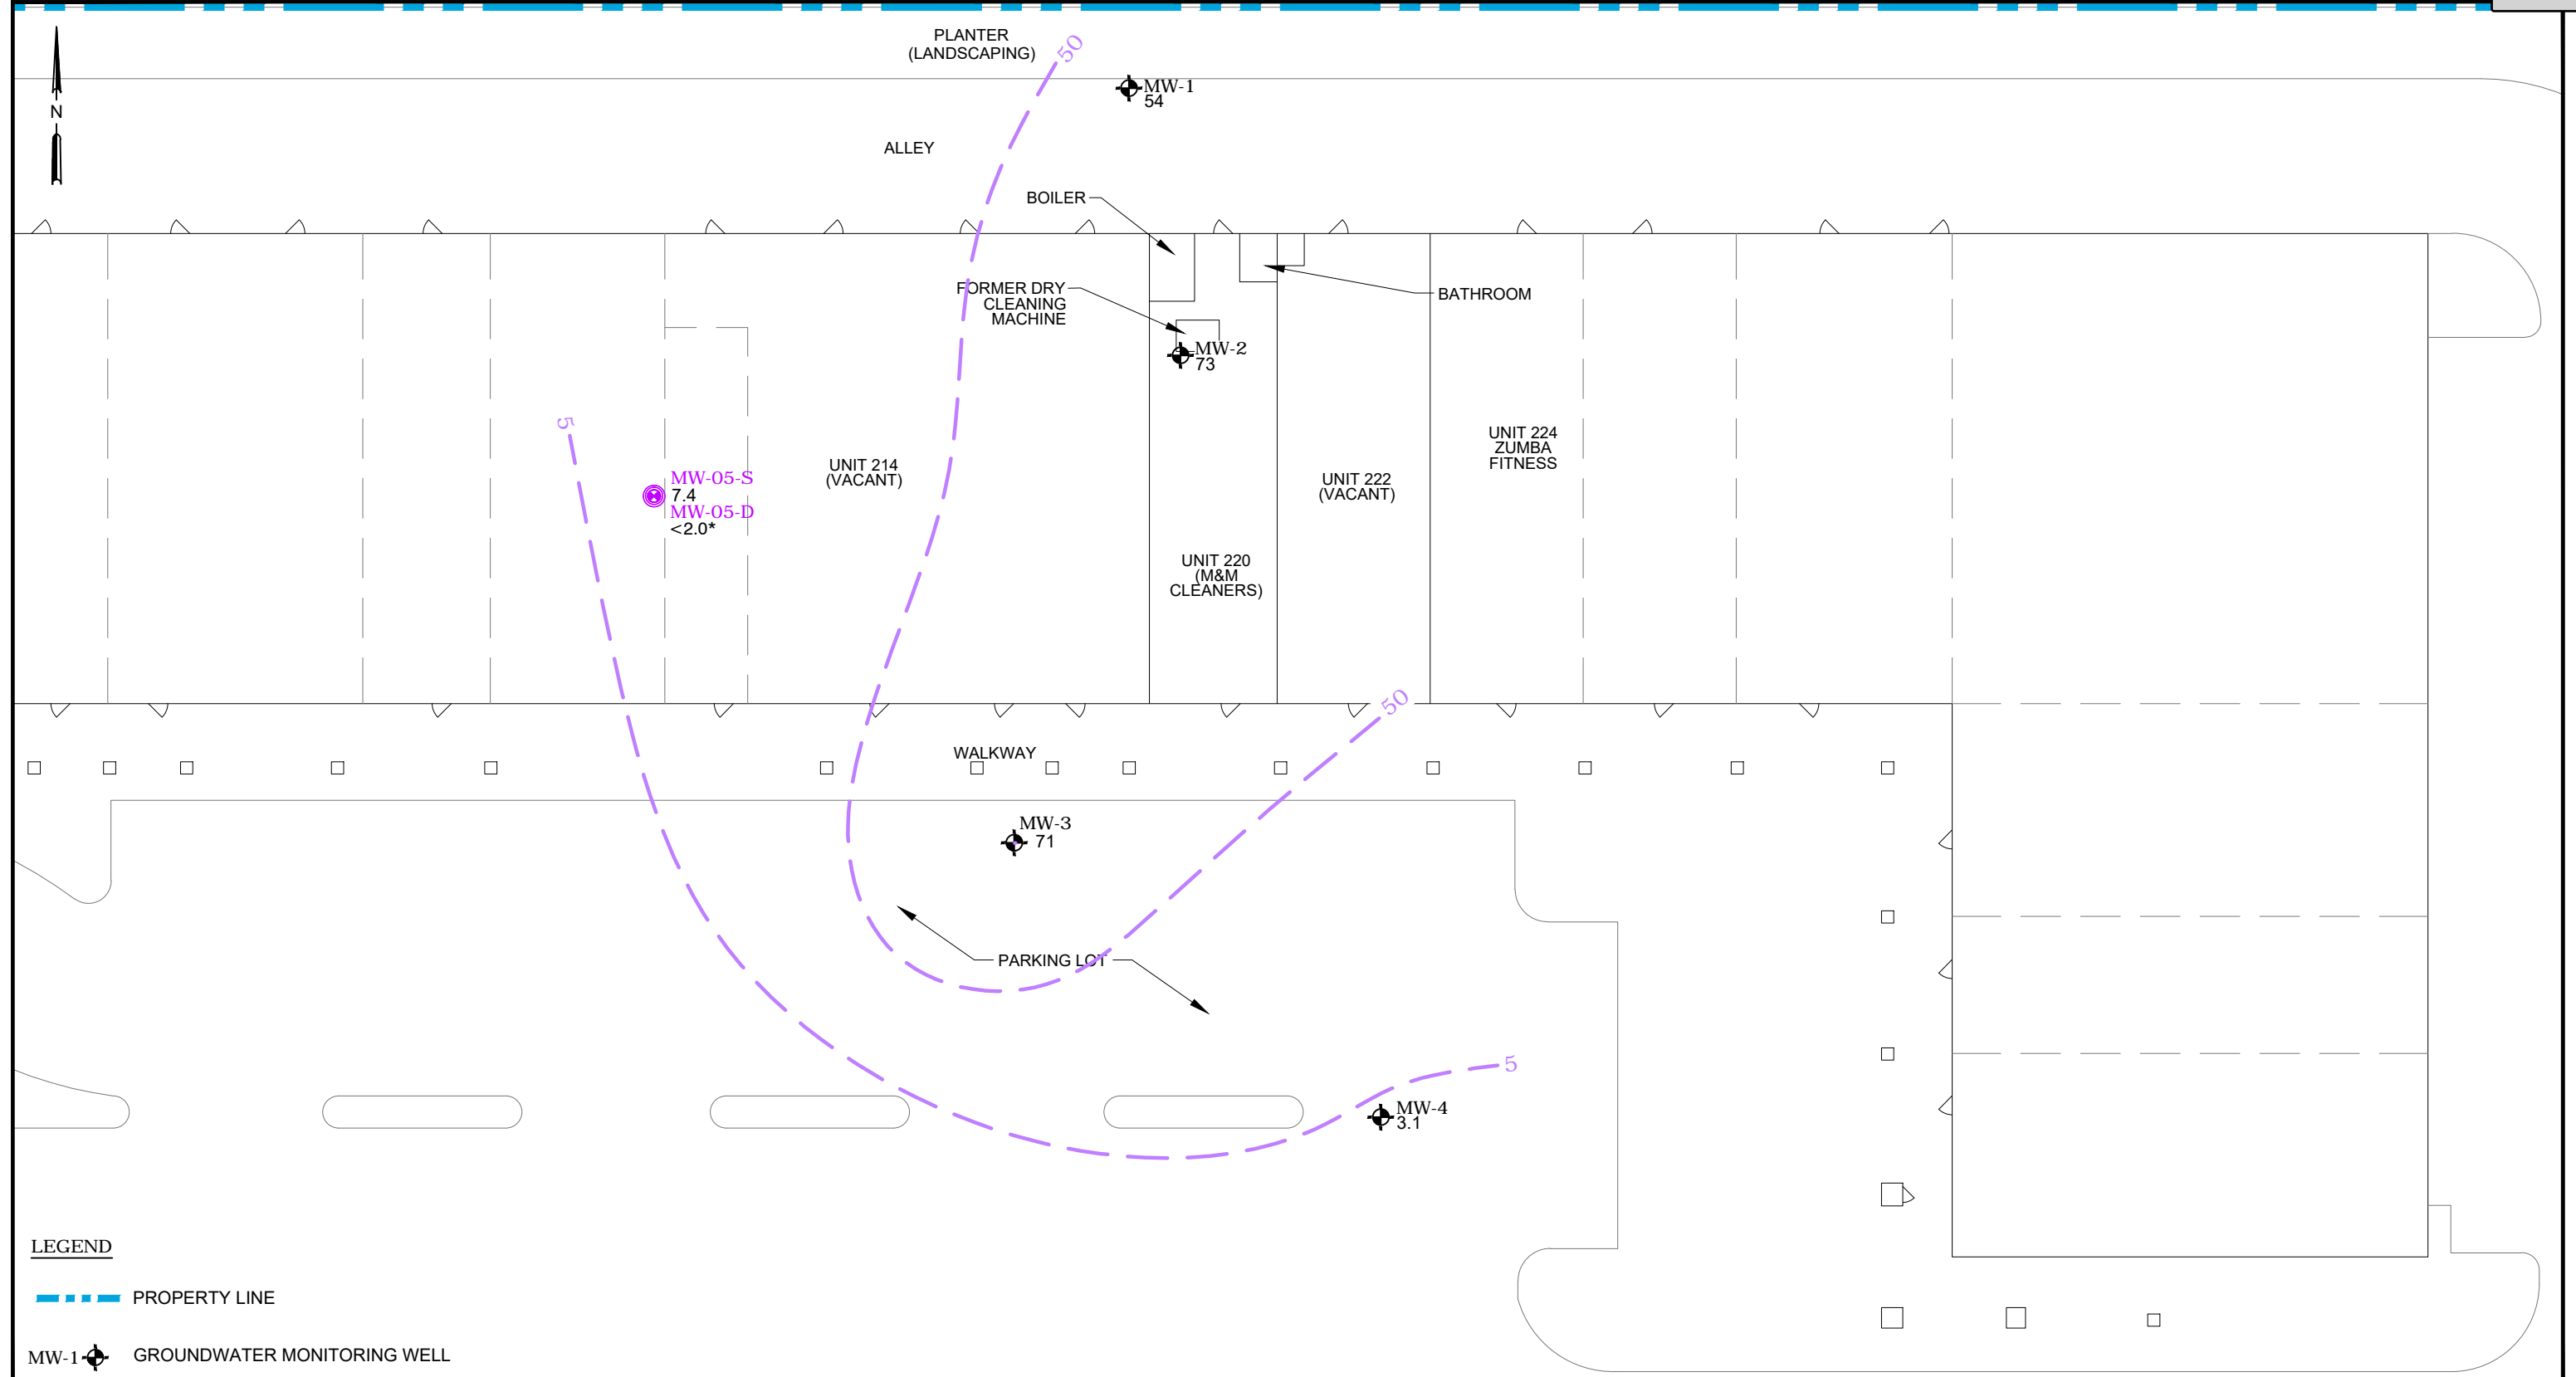 PLANTER
(LANDSCAPING)
50
MW-1
54
N
ALLEY
BOILER
FORMER DRY
CLEANING
MACHINE
BATHROOM
MW-2
73
5
MW-05-S
7.4
MW-05-D
<2.0*
UNIT 214
(VACANT)
UNIT 220
(M&M
CLEANERS)
UNIT 222
(VACANT)
UNIT 224
ZUMBA
FITNESS
50
WALKWAY
MW-3
71
PARKING LOT
5
MW-4
3.1
LEGEND
PROPERTY LINE
MW-1 GROUNDWATER MONITORING WELL